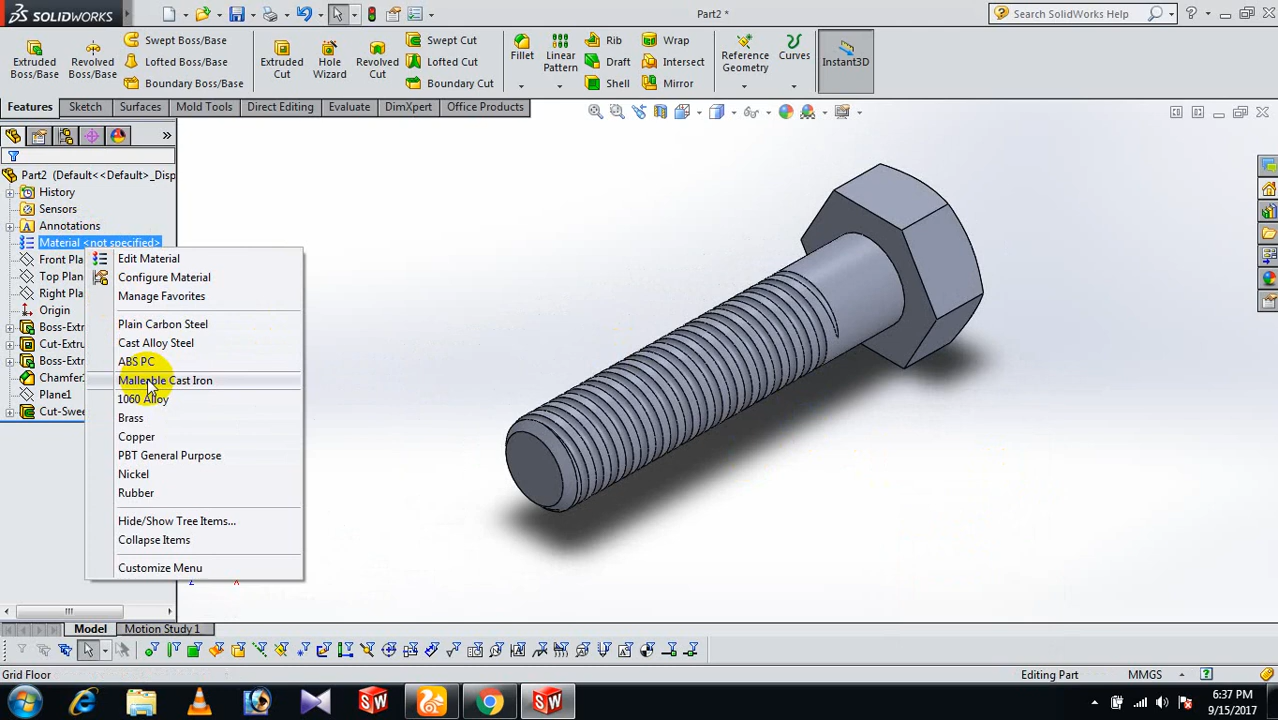 SOLIDWORKS
Part2 *
Search SolidWorks Help
Extruded Boss/Base
Revolved Boss/Base
Swept Boss/Base
Lofted Boss/Base
Boundary Boss/Base
Extruded Cut
Hole Wizard
Revolved Cut
Swept Cut
Lofted Cut
Boundary Cut
Fillet
Linear Pattern
Rib
Draft
Shell
Wrap
Intersect
Mirror
Reference Geometry
Curves
Instant3D
Features
Sketch
Surfaces
Mold Tools
Direct Editing
Evaluate
DimXpert
Office Products
Part2 (Default<<Default>_Disp
History
Sensors
Annotations
Material <not specified>
Front Pla
Top Plan
Right Pla
Origin
Boss-Extr
Cut-Extru
Boss-Extr
Chamfer
Plane1
Cut-Swee
Edit Material
Configure Material
Manage Favorites
Plain Carbon Steel
Cast Alloy Steel
ABS PC
Malleable Cast Iron
1060 Alloy
Brass
Copper
PBT General Purpose
Nickel
Rubber
Hide/Show Tree Items...
Collapse Items
Customize Menu
Model
Motion Study 1
Grid Floor
Editing Part
MMGS
6:37 PM
9/15/2017